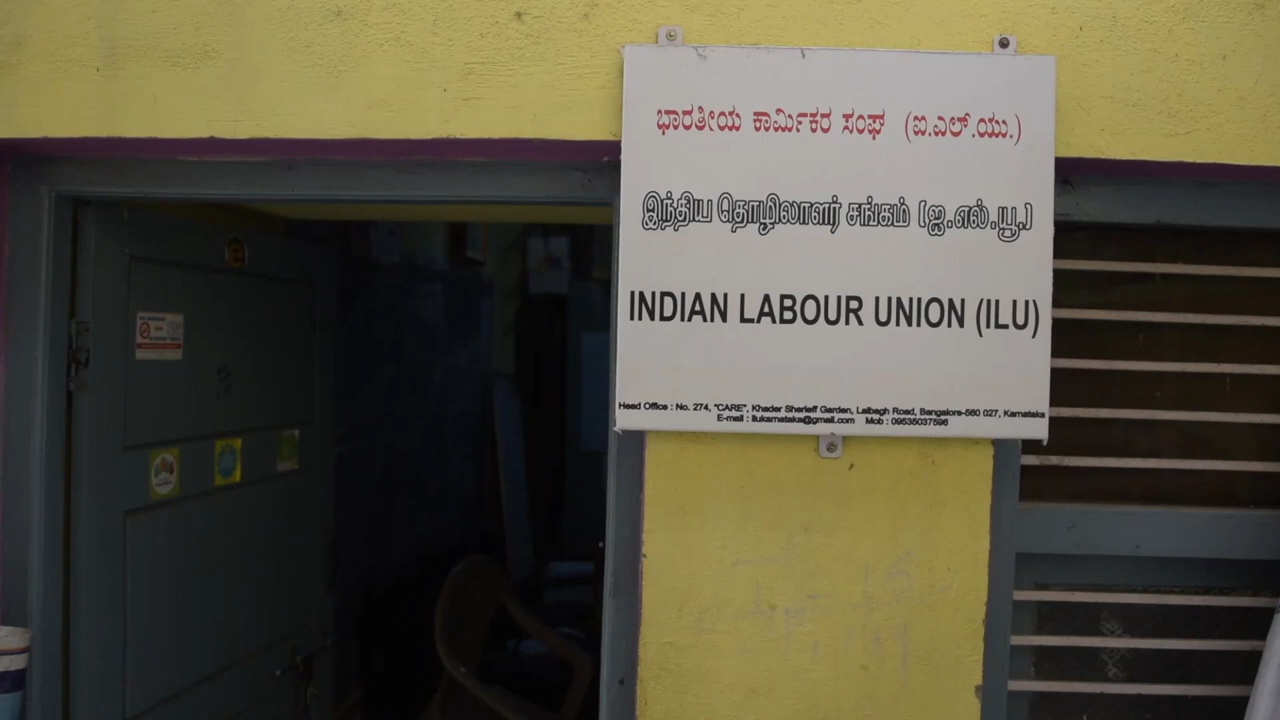 ಭಾರತೀಯ ಕಾರ್ಮಿಕರ ಸಂಘ (ಐ.ಎಲ್.ಯು.)
இந்திய தொழிலாளர் சங்கம் (ஐ.எல்.யூ.)
INDIAN LABOUR UNION (ILU)
Head Office : No. 274, "CARE", Khader Sherieff Garden, Lalbagh Road, Bangalore-560 027, Karnataka
E-mail : ilukarnataka@gmail.com Mob : 09535037596